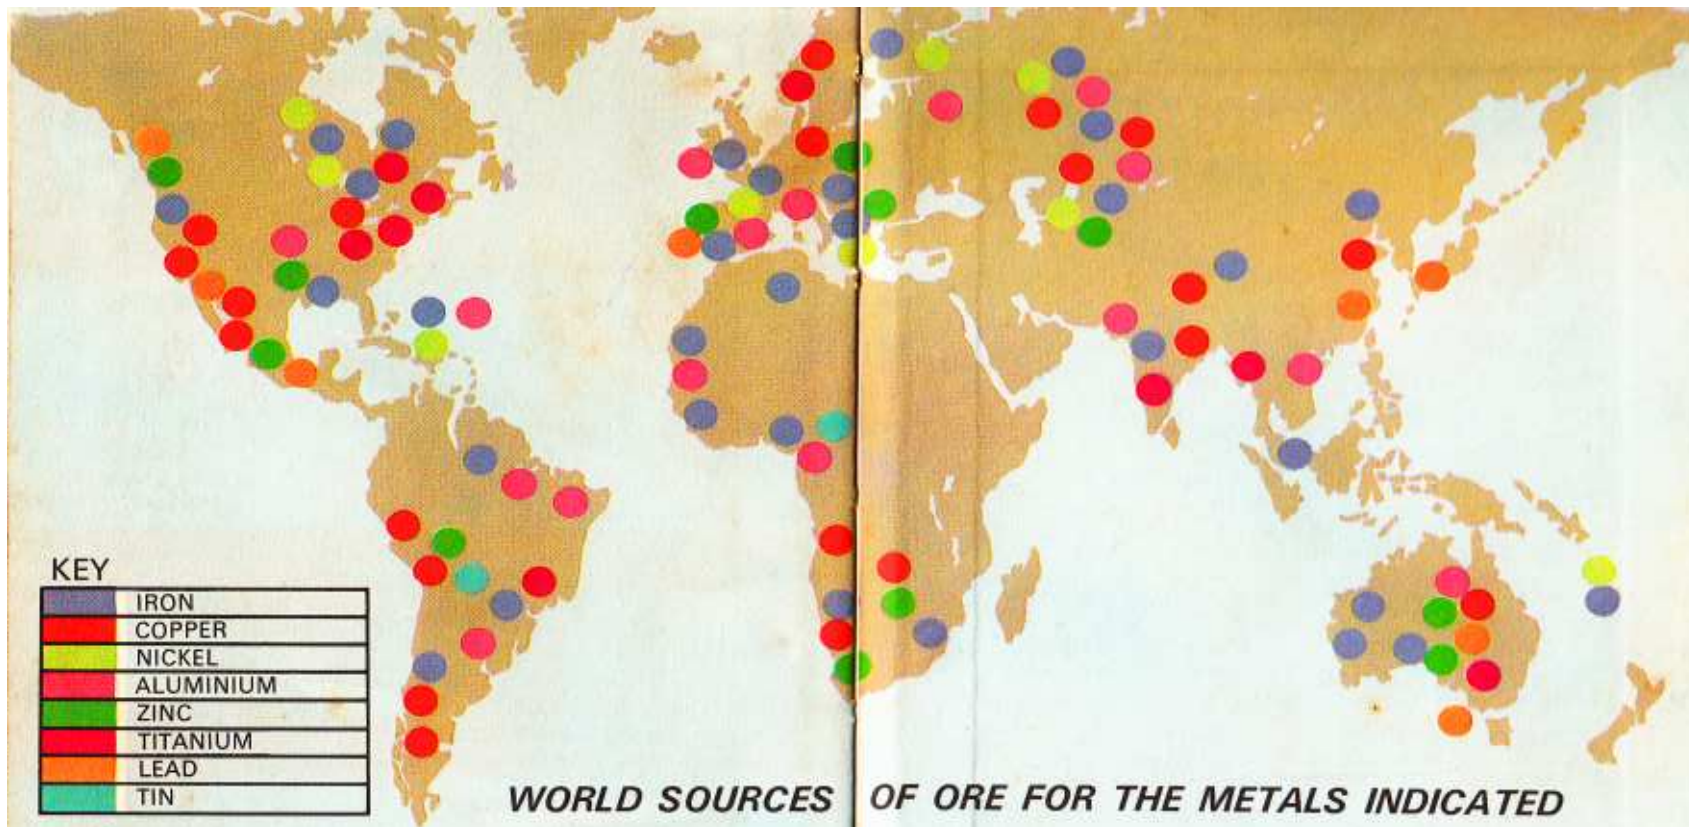 KEY
IRON
COPPER
NICKEL
ALUMINIUM
ZINC
TITANIUM
LEAD
TIN
WORLD SOURCES OF ORE FOR THE METALS INDICATED